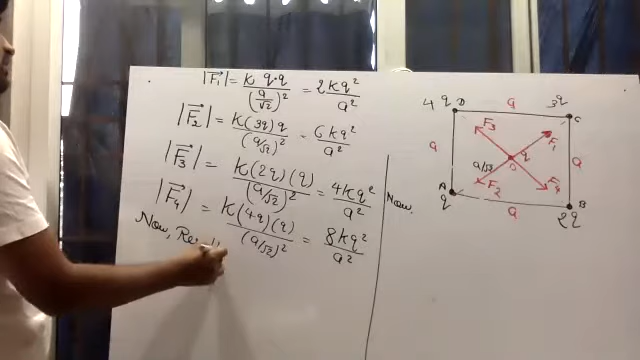 |F₁⃗| = K q·q / (a/√2)² = 2Kq² / a²
|F₂⃗| = K(3q)q / (a/√2)² = 6Kq² / a²
|F₃⃗| = K(2q)(q) / (a/√2)² = 4Kq² / a²
|F₄⃗| = K(4q)(q) / (a/√2)² = 8Kq² / a²
Now,
Now,
4q D a 3q C
F₃ F₁
a q a
a/√2 O
F₂ F₄
A B
q a 2q